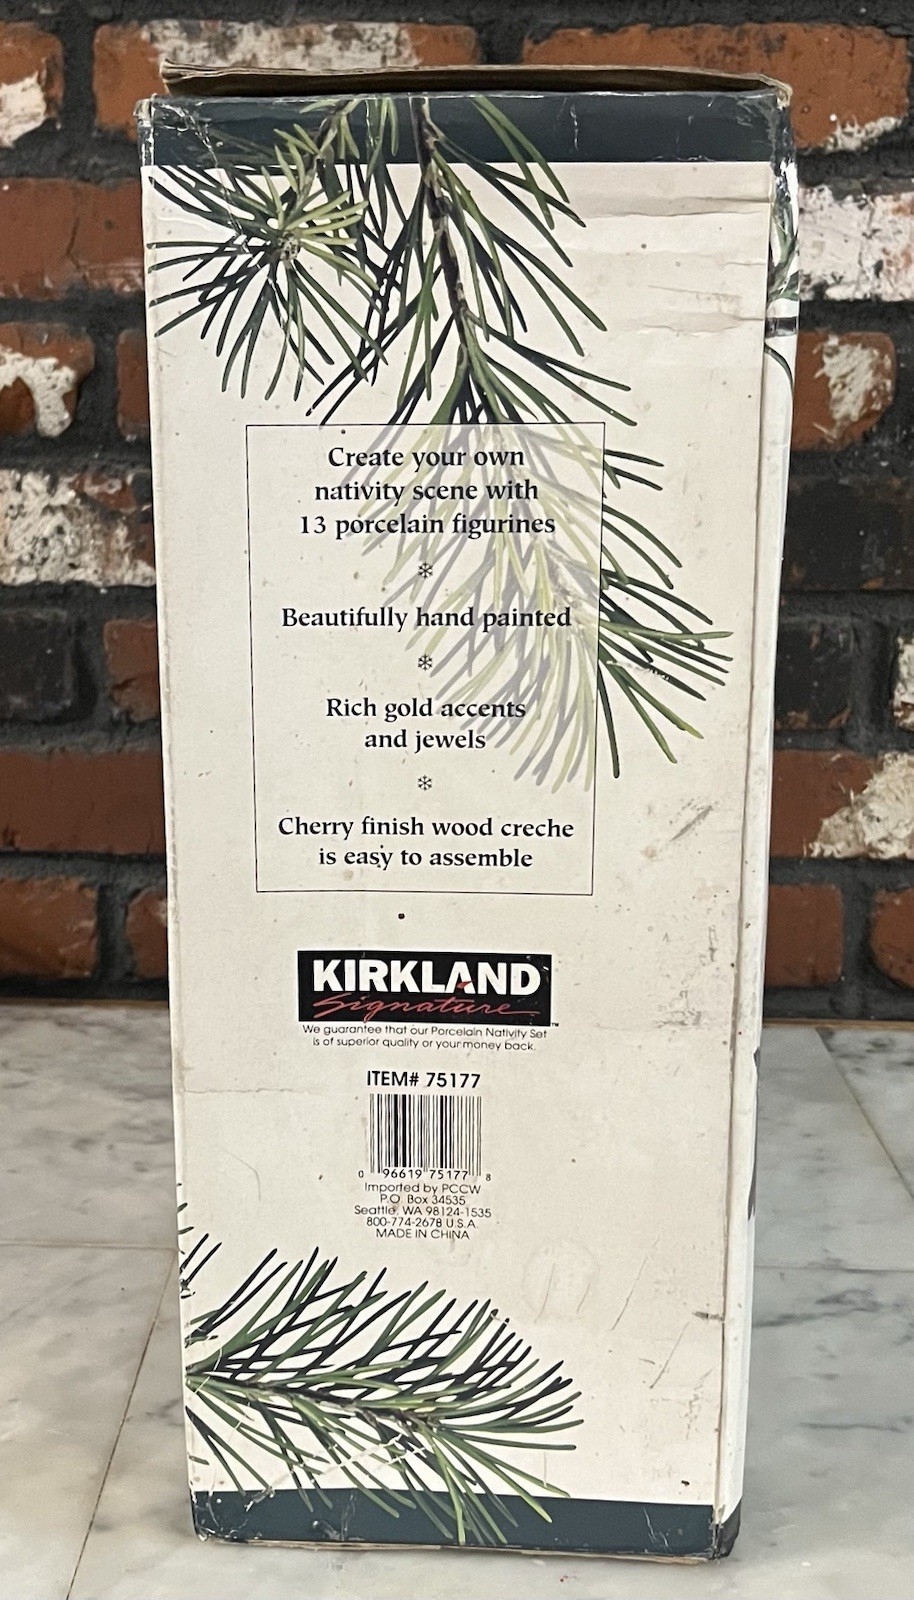 Create your own
nativity scene with
13 porcelain figurines
Beautifully hand painted
Rich gold accents
and jewels
Cherry finish wood creche
is easy to assemble
KIRKLAND
Signature™
We guarantee that our Porcelain Nativity Set
is of superior quality or your money back.
ITEM# 75177
0 96619 75177 8
Imported by PCCW
P.O. Box 34535
Seattle, WA 98124-1535
800-774-2678 U.S.A.
MADE IN CHINA